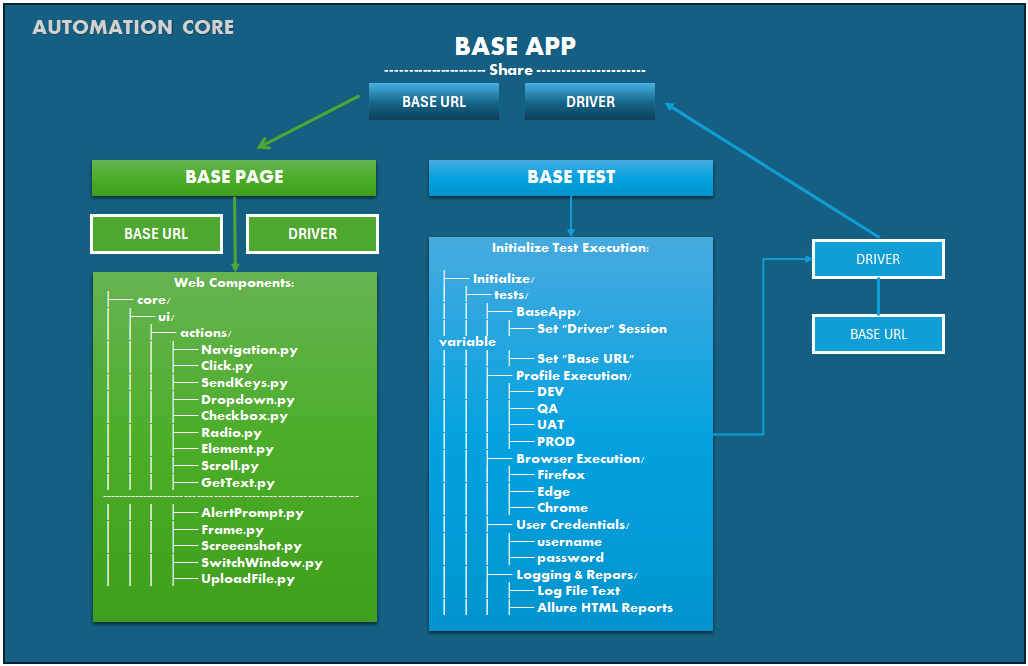 AUTOMATION CORE
BASE APP
--------------------- Share -----------------------
BASE URL
DRIVER
BASE PAGE
BASE URL
DRIVER
Web Components:
core/
ui/
actions/
Navigation.py
Click.py
SendKeys.py
Dropdown.py
Checkbox.py
Radio.py
Element.py
Scroll.py
GetText.py
AlertPrompt.py
Frame.py
Screeenshot.py
SwitchWindow.py
UploadFile.py
BASE TEST
Initialize Test Execution:
Initialize/
tests/
BaseApp/
Set "Driver" Session
variable
Set "Base URL"
Profile Execution/
DEV
QA
UAT
PROD
Browser Execution/
Firefox
Edge
Chrome
User Credentials/
username
password
Logging & Repors/
Log File Text
Allure HTML Reports
DRIVER
BASE URL